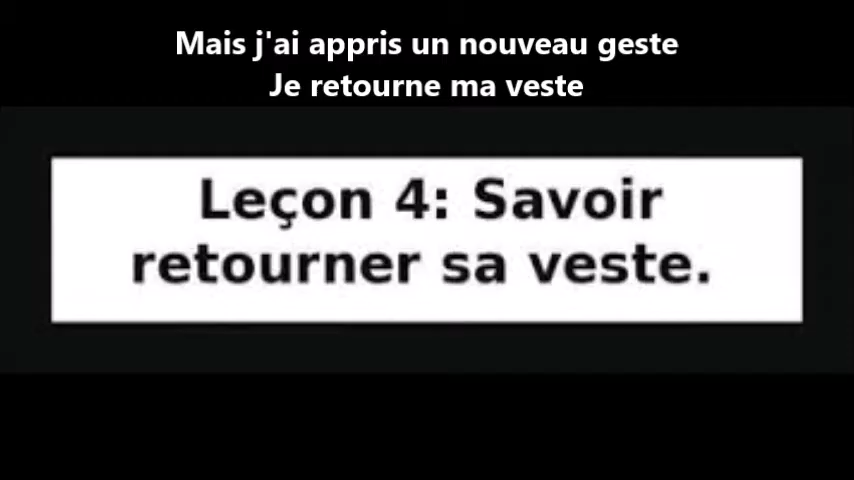 Mais j'ai appris un nouveau geste
Je retourne ma veste
Leçon 4: Savoir
retourner sa veste.